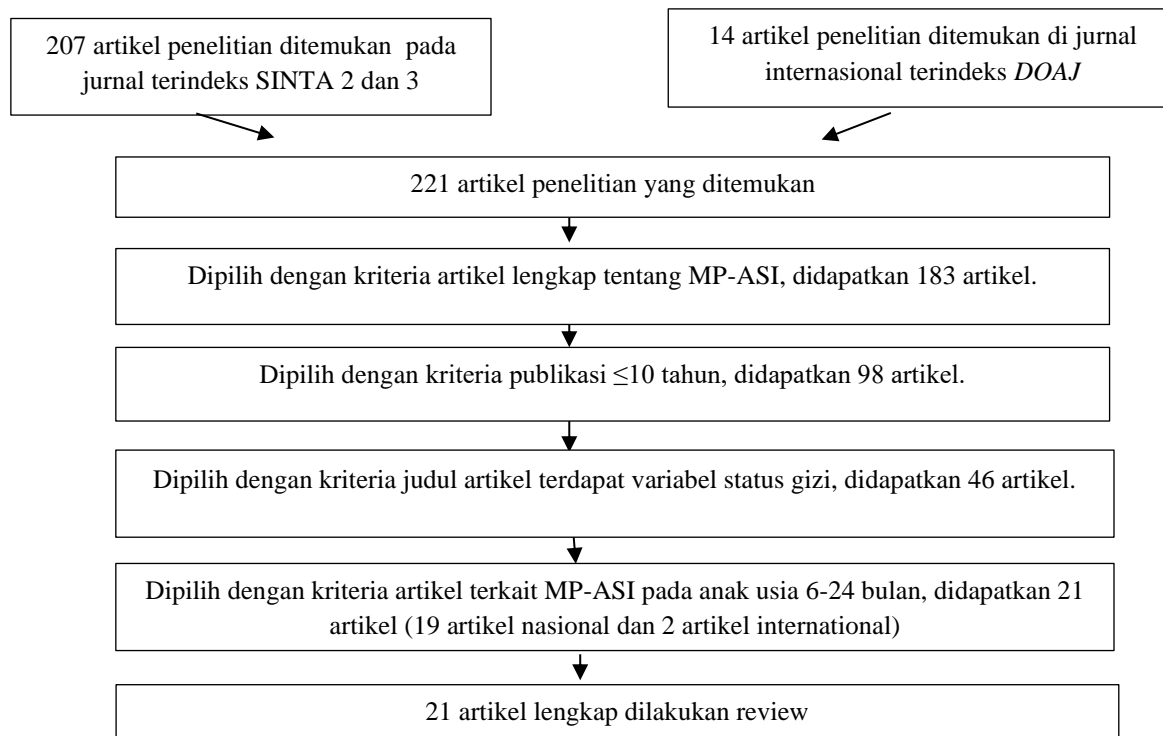 207 artikel penelitian ditemukan pada
jurnal terindeks SINTA 2 dan 3
14 artikel penelitian ditemukan di jurnal
internasional terindeks DOAJ
221 artikel penelitian yang ditemukan
Dipilih dengan kriteria artikel lengkap tentang MP-ASI, didapatkan 183 artikel.
Dipilih dengan kriteria publikasi ≤10 tahun, didapatkan 98 artikel.
Dipilih dengan kriteria judul artikel terdapat variabel status gizi, didapatkan 46 artikel.
Dipilih dengan kriteria artikel terkait MP-ASI pada anak usia 6-24 bulan, didapatkan 21
artikel (19 artikel nasional dan 2 artikel international)
21 artikel lengkap dilakukan review